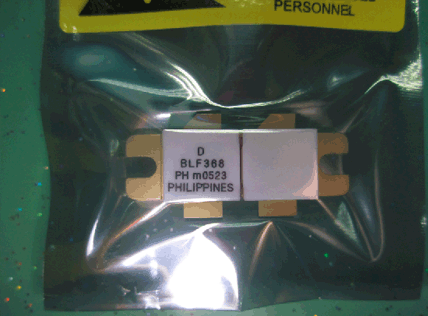 PERSONNEL
D
BLF368
PH m0523
PHILIPPINES